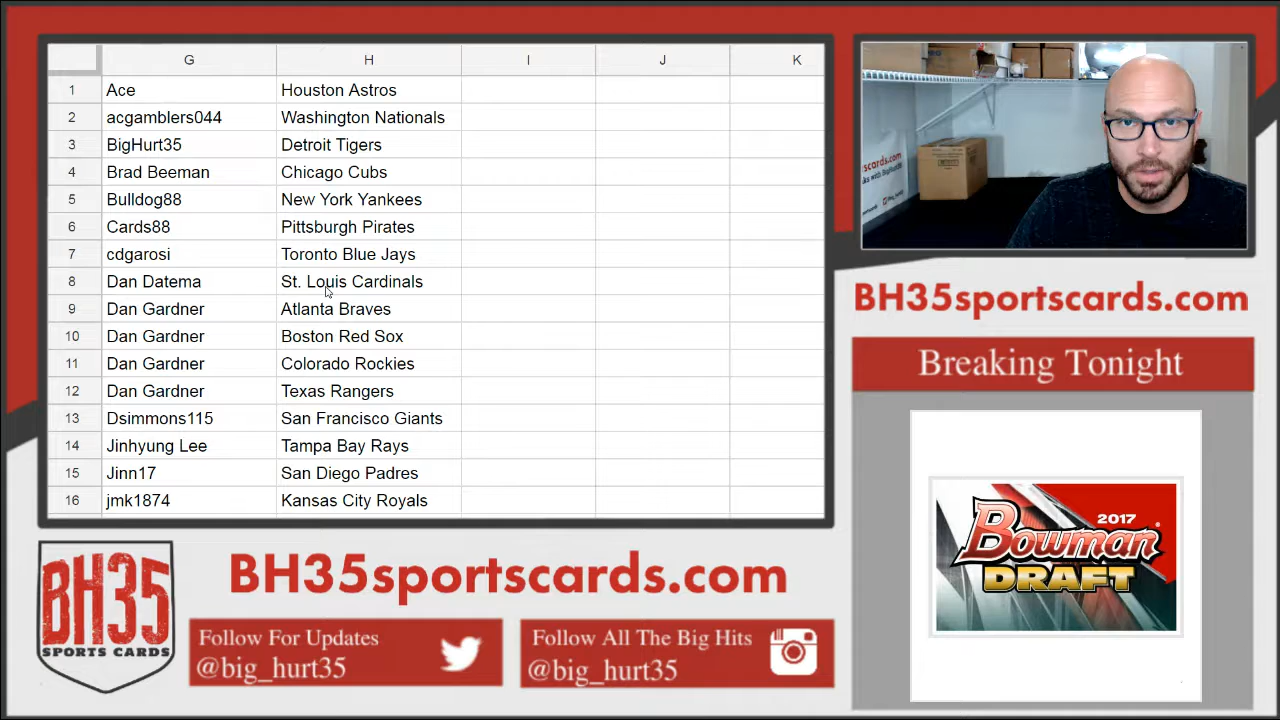 G H I J K
1 Ace Houston Astros
2 acgamblers044 Washington Nationals
3 BigHurt35 Detroit Tigers
4 Brad Beeman Chicago Cubs
5 Bulldog88 New York Yankees
6 Cards88 Pittsburgh Pirates
7 cdgarosi Toronto Blue Jays
8 Dan Datema St. Louis Cardinals
9 Dan Gardner Atlanta Braves
10 Dan Gardner Boston Red Sox
11 Dan Gardner Colorado Rockies
12 Dan Gardner Texas Rangers
13 Dsimmons115 San Francisco Giants
14 Jinhyung Lee Tampa Bay Rays
15 Jinn17 San Diego Padres
16 jmk1874 Kansas City Royals
scards.com
BH35sportscards.com
Breaking Tonight
2017
Bowman
DRAFT
BH35
SPORTS CARDS
BH35sportscards.com
Follow For Updates
@big_hurt35
Follow All The Big Hits
@big_hurt35